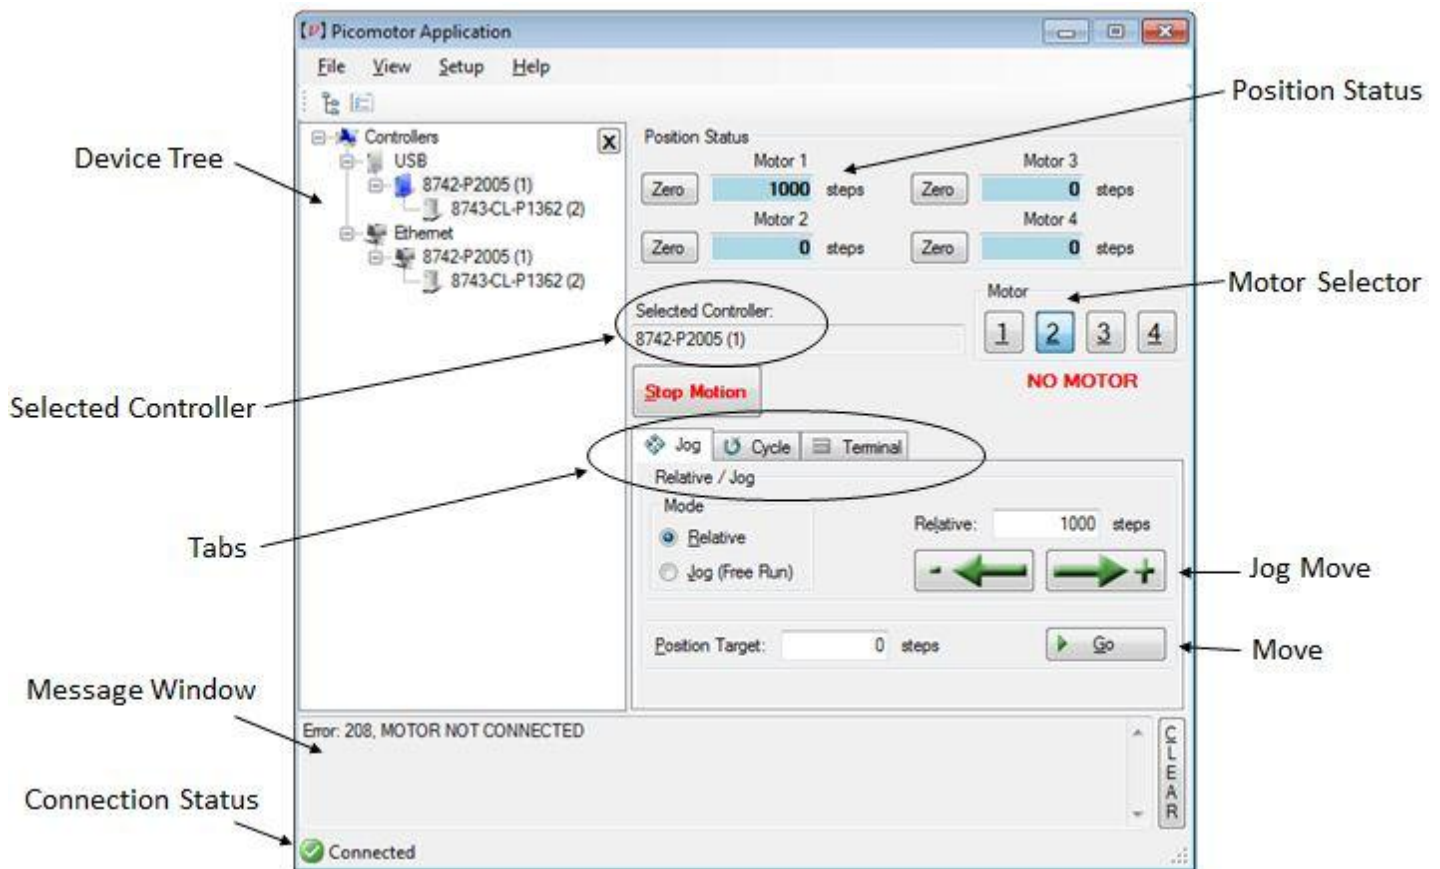 [ν] Picomotor Application
File View Setup Help
Position Status
Device Tree
Controllers
X
USB
8742-P2005 (1)
8743-CL-P1362 (2)
Ethernet
8742-P2005 (1)
8743-CL-P1362 (2)
Position Status
Motor 1
Motor 3
Zero 1000 steps
Zero 0 steps
Motor 2
Motor 4
Zero 0 steps
Zero 0 steps
Motor Selector
Motor
1 2 3 4
Selected Controller:
8742-P2005 (1)
NO MOTOR
Selected Controller
Stop Motion
Jog Cycle Terminal
Tabs
Relative / Jog
Mode
Relative
Jog (Free Run)
Relative: 1000 steps
- +
Jog Move
Position Target: 0 steps
Go
Move
Message Window
Error: 208, MOTOR NOT CONNECTED
CLEAR
Connection Status
Connected